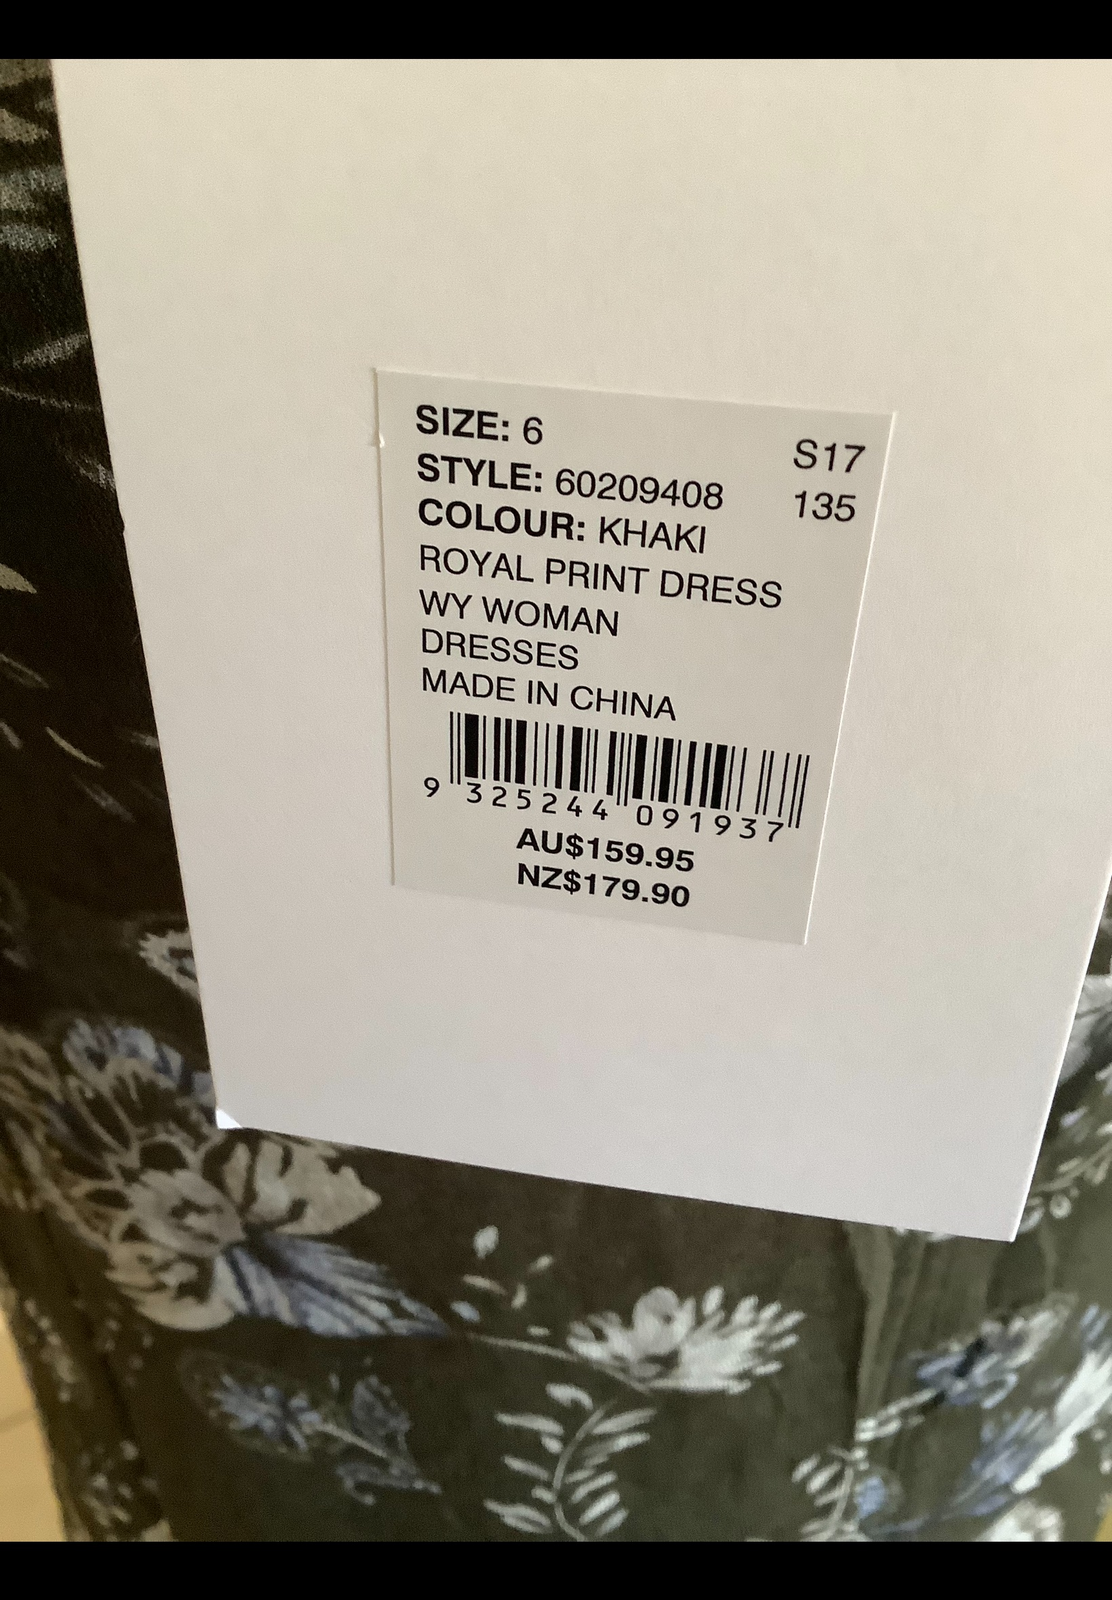 SIZE: 6
S17
STYLE: 60209408
135
COLOUR: KHAKI
ROYAL PRINT DRESS
WY WOMAN
DRESSES
MADE IN CHINA
9 325244 091937
AU$159.95
NZ$179.90